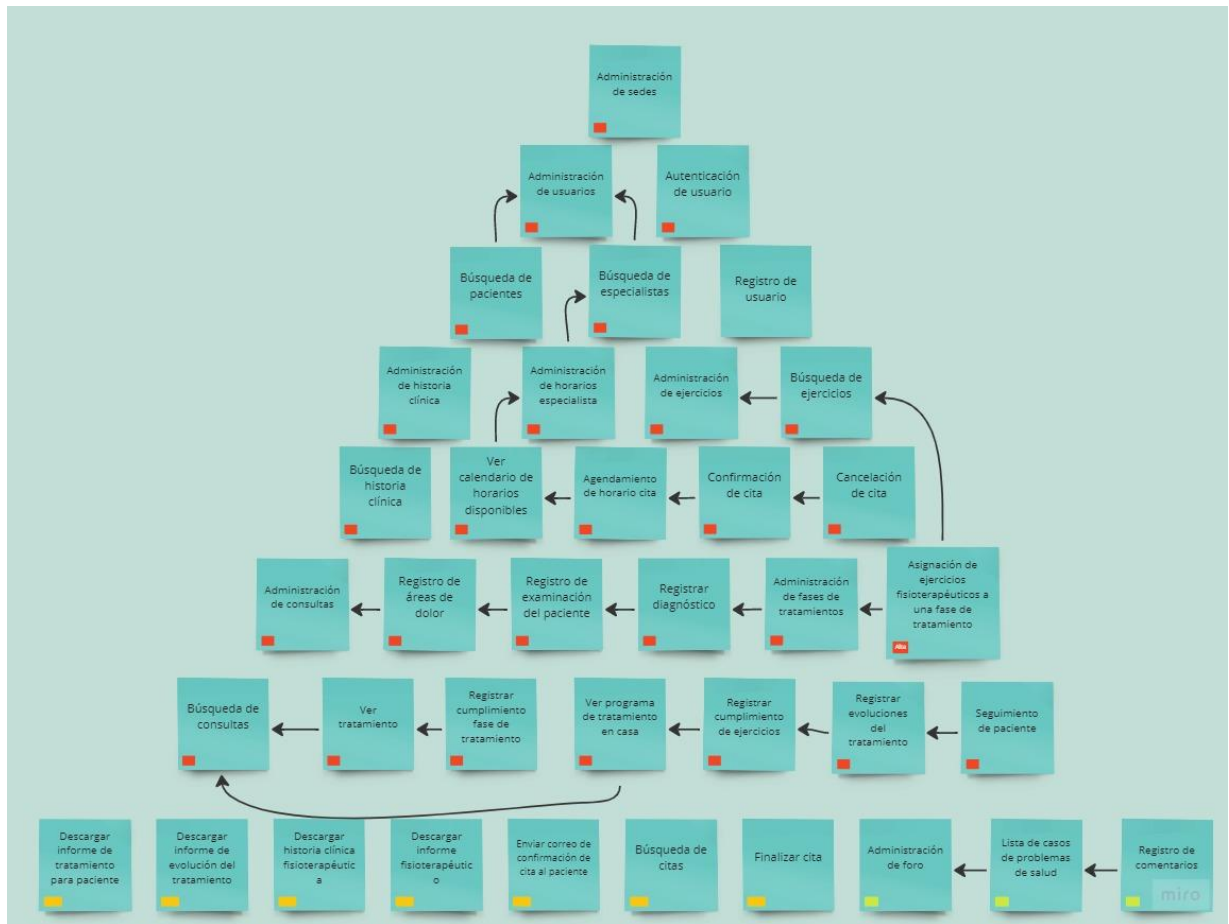 Administración
de sedes
Administración
de usuarios
Autenticación
de usuario
Búsqueda de
pacientes
Búsqueda de
especialistas
Registro de
usuario
Administración
de historia
clínica
Administración
de horarios
especialista
Administración
de ejercicios
Búsqueda de
ejercicios
Búsqueda de
historia
clínica
Ver
calendario de
horarios
disponibles
Agendamiento
de horario cita
Confirmación
de cita
Cancelación
de cita
Administración
de consultas
Registro de
áreas de
dolor
Registro de
examinación
del paciente
Registrar
diagnóstico
Administración
de fases de
tratamientos
Asignación de
ejercicios
fisioterapéuticos a
una fase de
tratamiento
Alta
Búsqueda de
consultas
Ver
tratamiento
Registrar
cumplimiento
fase de
tratamiento
Ver programa
de tratamiento
en casa
Registrar
cumplimiento
de ejercicios
Registrar
evoluciones
del
tratamiento
Seguimiento
de paciente
Descargar
informe de
tratamiento
para paciente
Descargar
informe de
evolución del
tratamiento
Descargar
historia clínica
fisioterapéutic
a
Descargar
informe
fisioterapéutic
o
Enviar correo de
confirmación de
cita al paciente
Búsqueda de
citas
Finalizar cita
Administración
de foro
Lista de casos
de problemas
de salud
Registro de
comentarios
miro